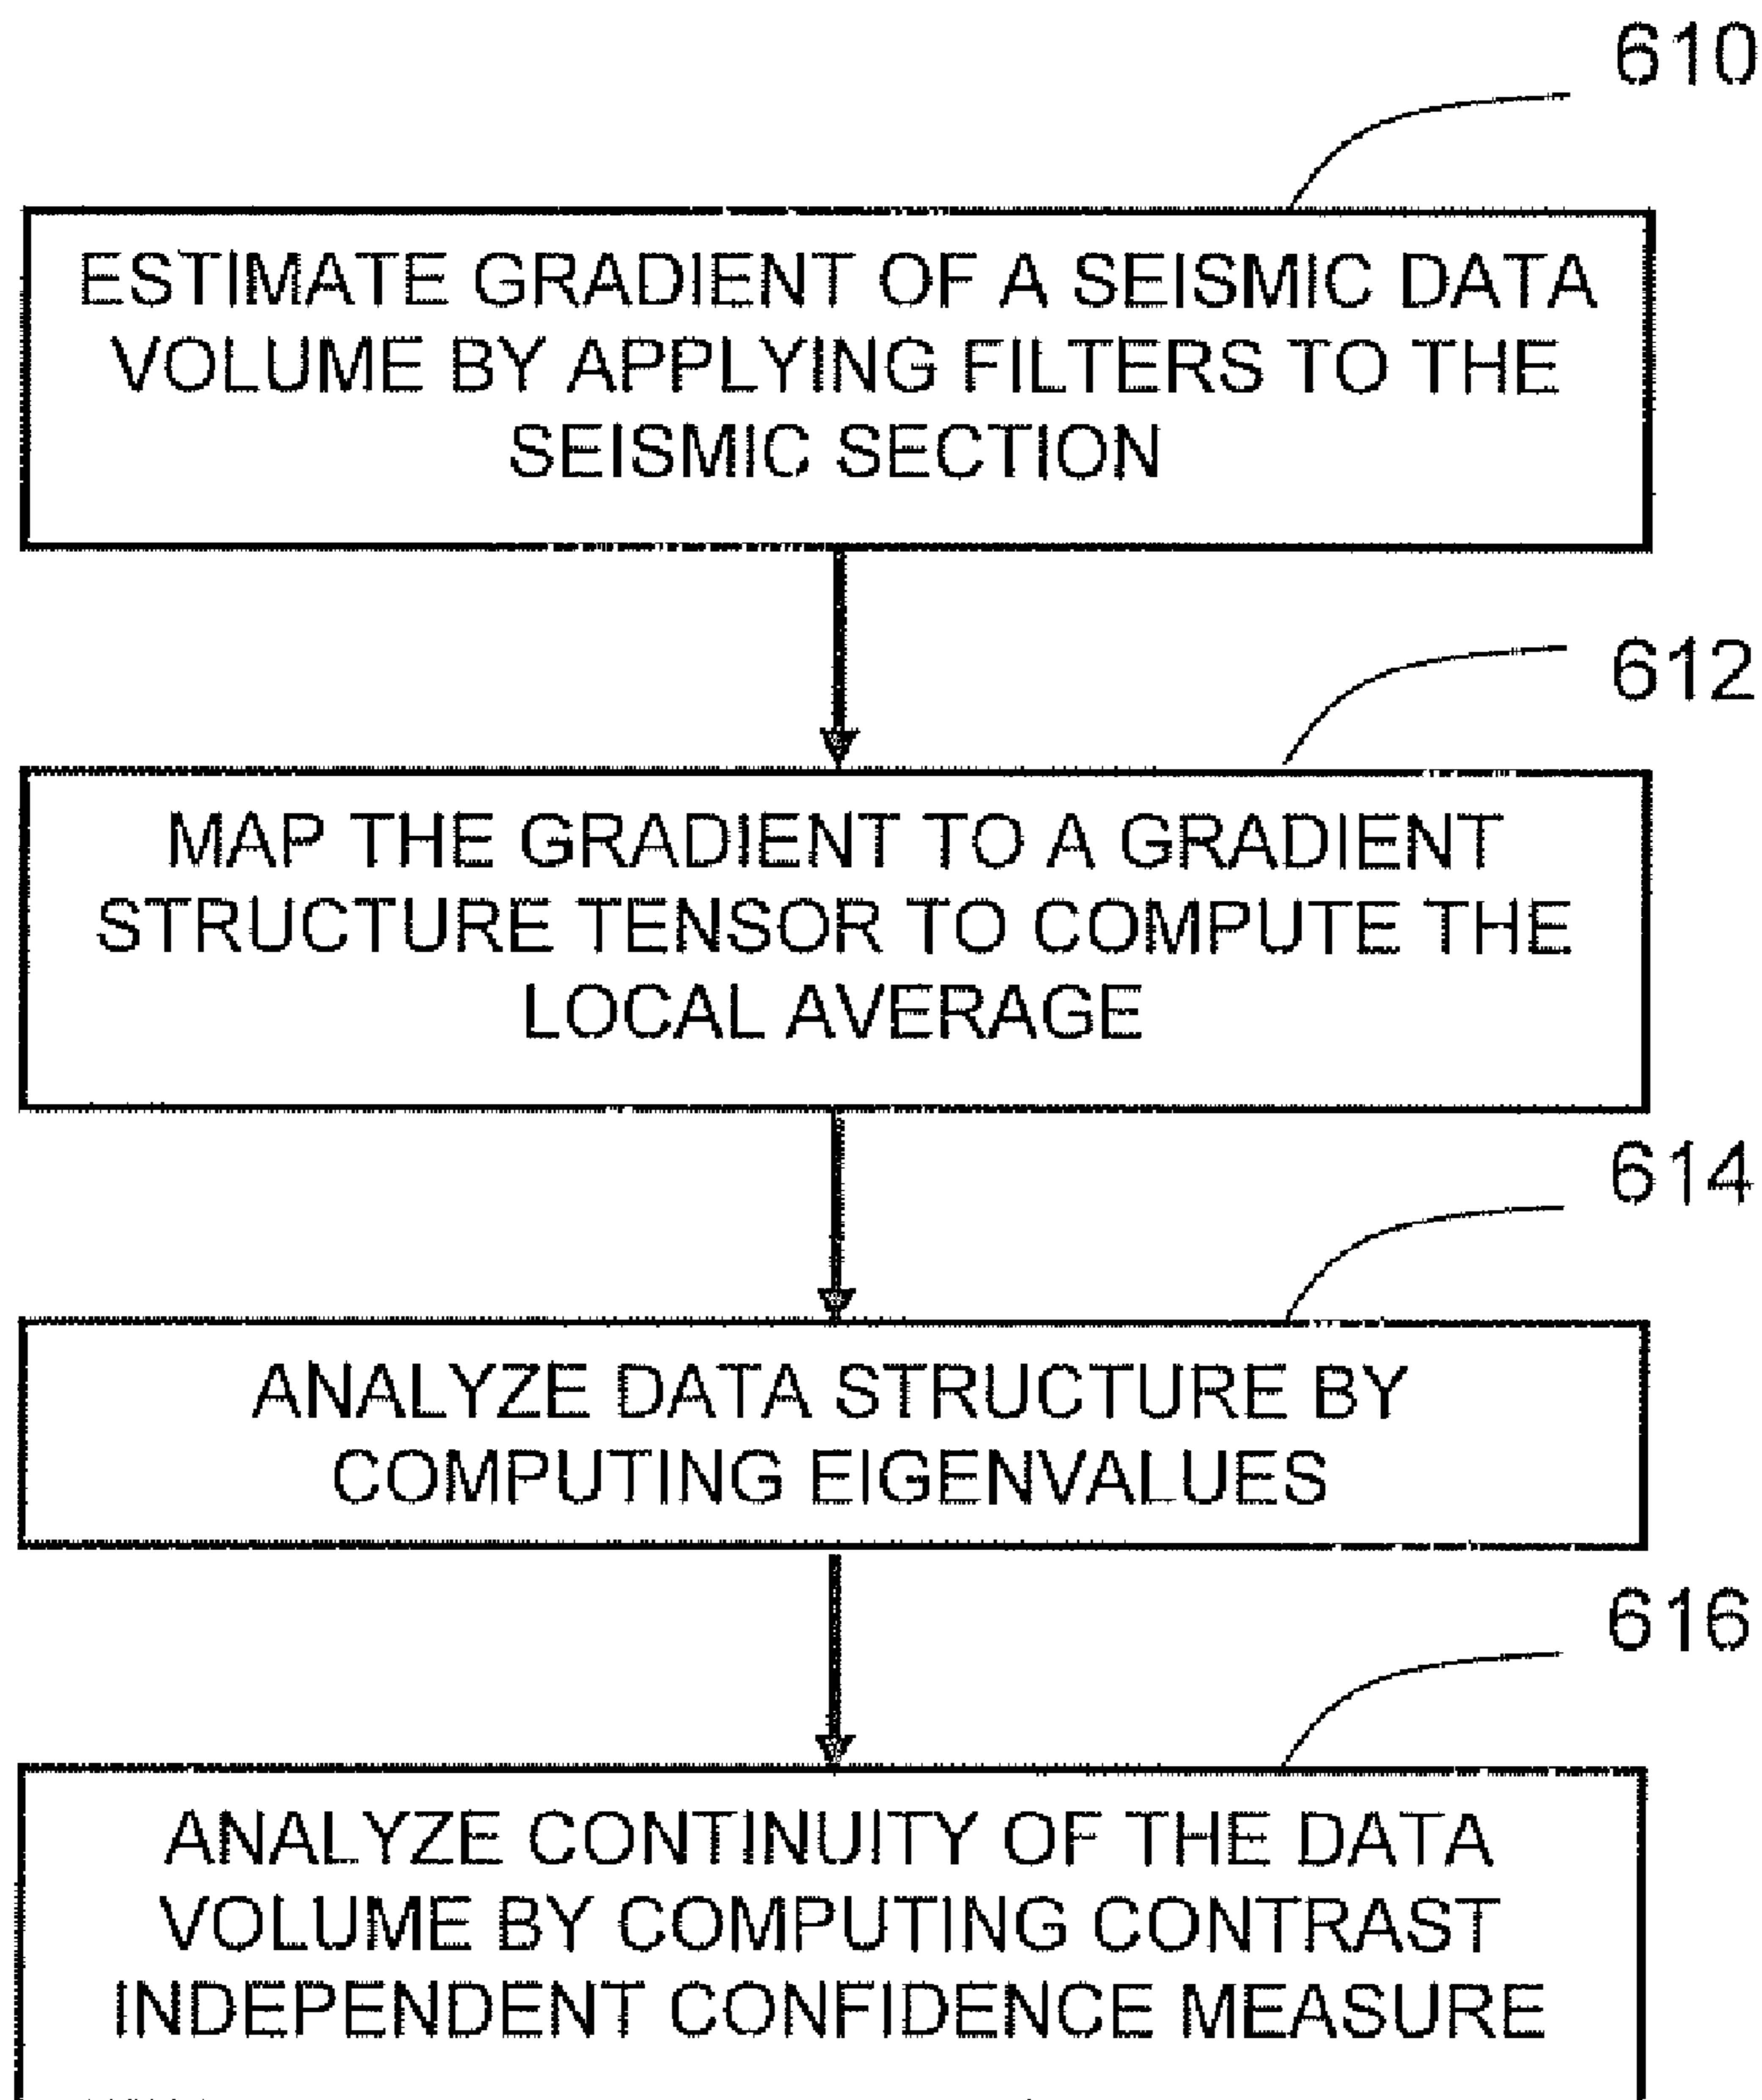 610
ESTIMATE GRADIENT OF A SEISMIC DATA
VOLUME BY APPLYING FILTERS TO THE
SEISMIC SECTION
612
MAP THE GRADIENT TO A GRADIENT
STRUCTURE TENSOR TO COMPUTE THE
LOCAL AVERAGE
614
ANALYZE DATA STRUCTURE BY
COMPUTING EIGENVALUES
616
ANALYZE CONTINUITY OF THE DATA
VOLUME BY COMPUTING CONTRAST
INDEPENDENT CONFIDENCE MEASURE